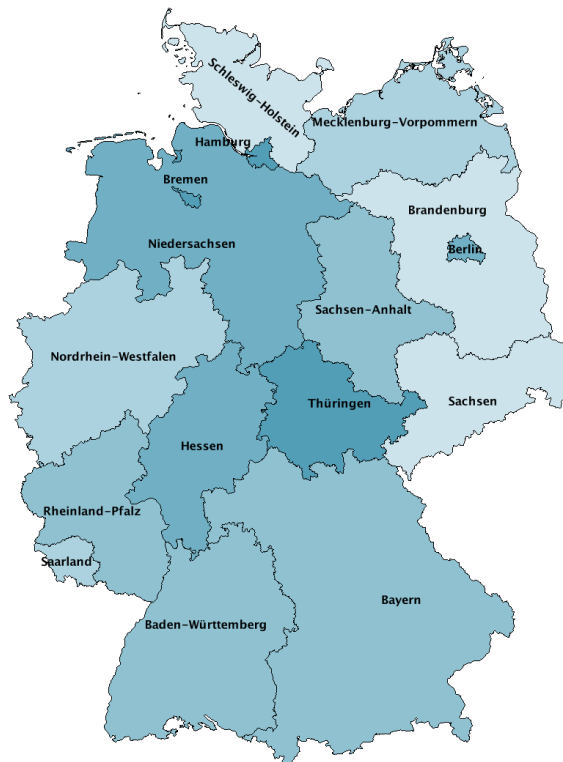 Schleswig-Holstein
Mecklenburg-Vorpommern
Hamburg
Bremen
Brandenburg
Niedersachsen
Berlin
Sachsen-Anhalt
Nordrhein-Westfalen
Thüringen
Sachsen
Hessen
Rheinland-Pfalz
Saarland
Bayern
Baden-Württemberg